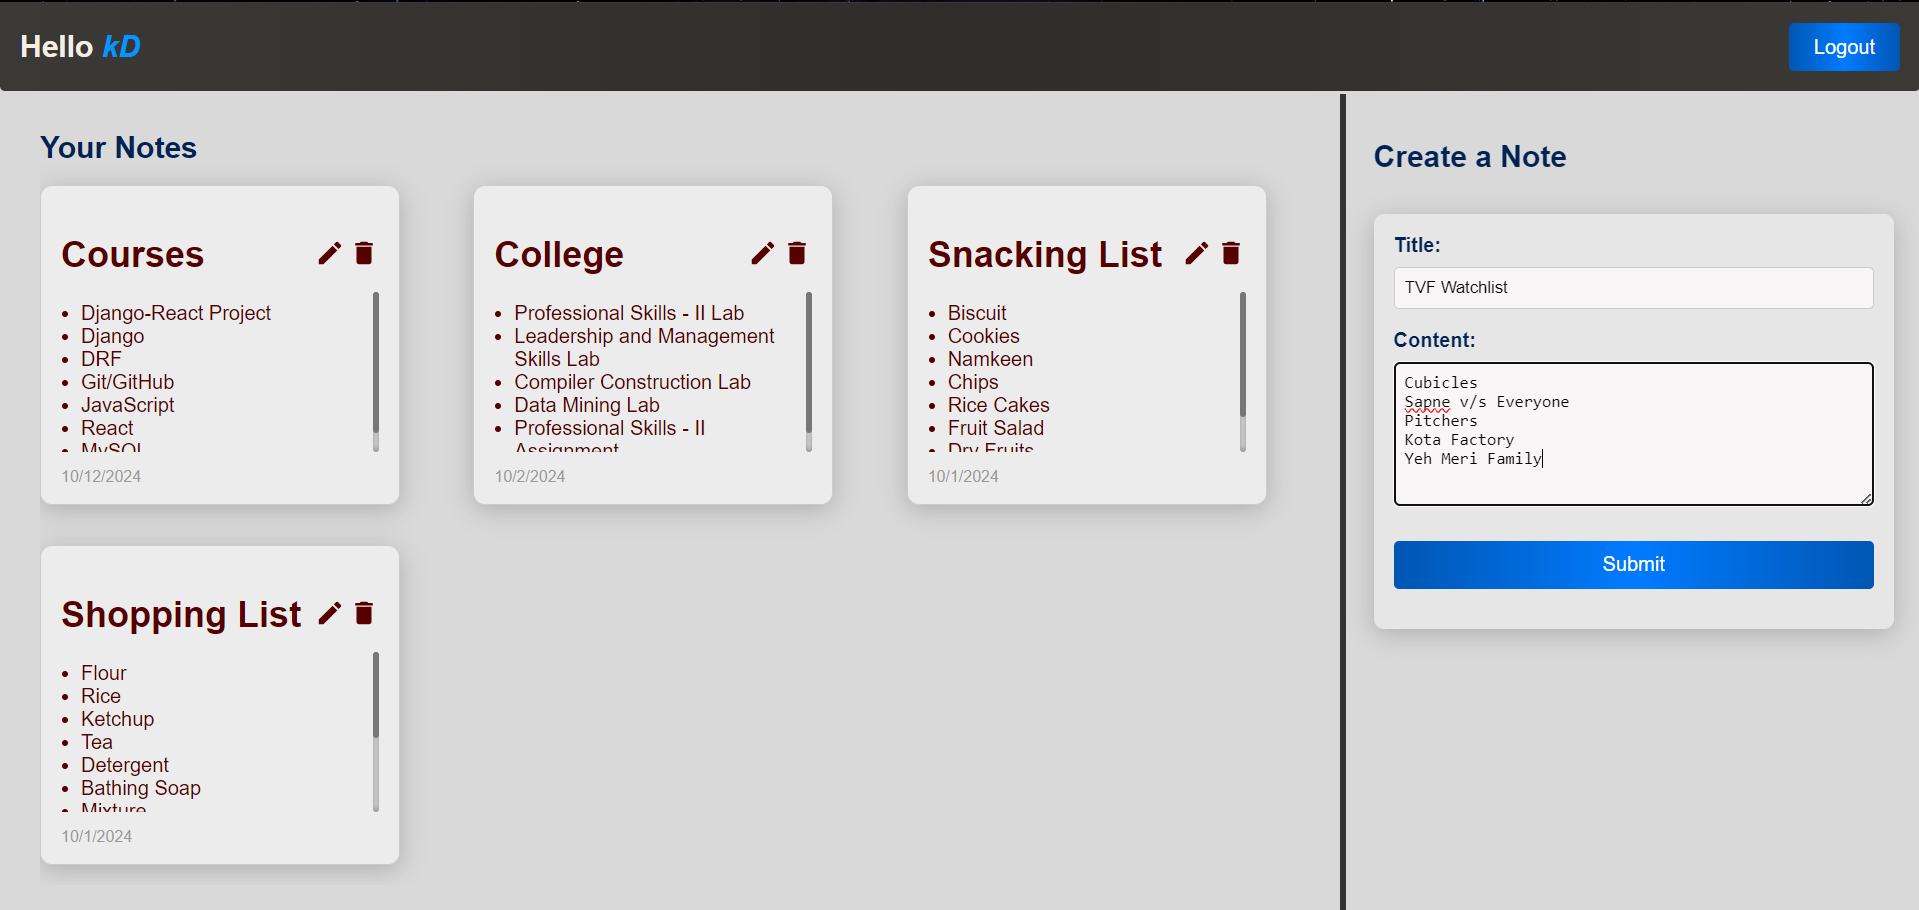 Hello kD
Logout
Your Notes
Courses
Django-React Project
Django
DRF
Git/GitHub
JavaScript
React
MySQL
10/12/2024
College
Professional Skills - II Lab
Leadership and Management
Skills Lab
Compiler Construction Lab
Data Mining Lab
Professional Skills - II
Assignment
10/2/2024
Snacking List
Biscuit
Cookies
Namkeen
Chips
Rice Cakes
Fruit Salad
Dry Fruits
10/1/2024
Shopping List
Flour
Rice
Ketchup
Tea
Detergent
Bathing Soap
Mixture
10/1/2024
Create a Note
Title:
TVF Watchlist
Content:
Cubicles
Sapne v/s Everyone
Pitchers
Kota Factory
Yeh Meri Family
Submit